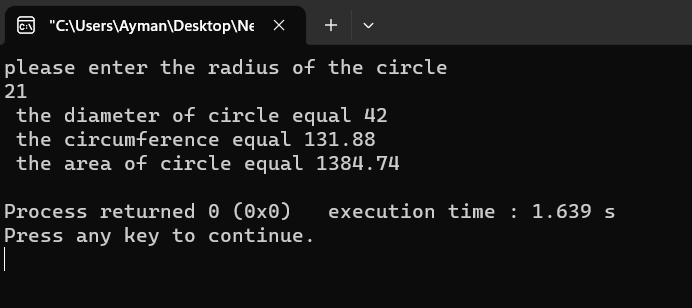 "C:\Users\Ayman\Desktop\Ne
please enter the radius of the circle
21
 the diameter of circle equal 42
 the circumference equal 131.88
 the area of circle equal 1384.74
Process returned 0 (0x0)   execution time : 1.639 s
Press any key to continue.